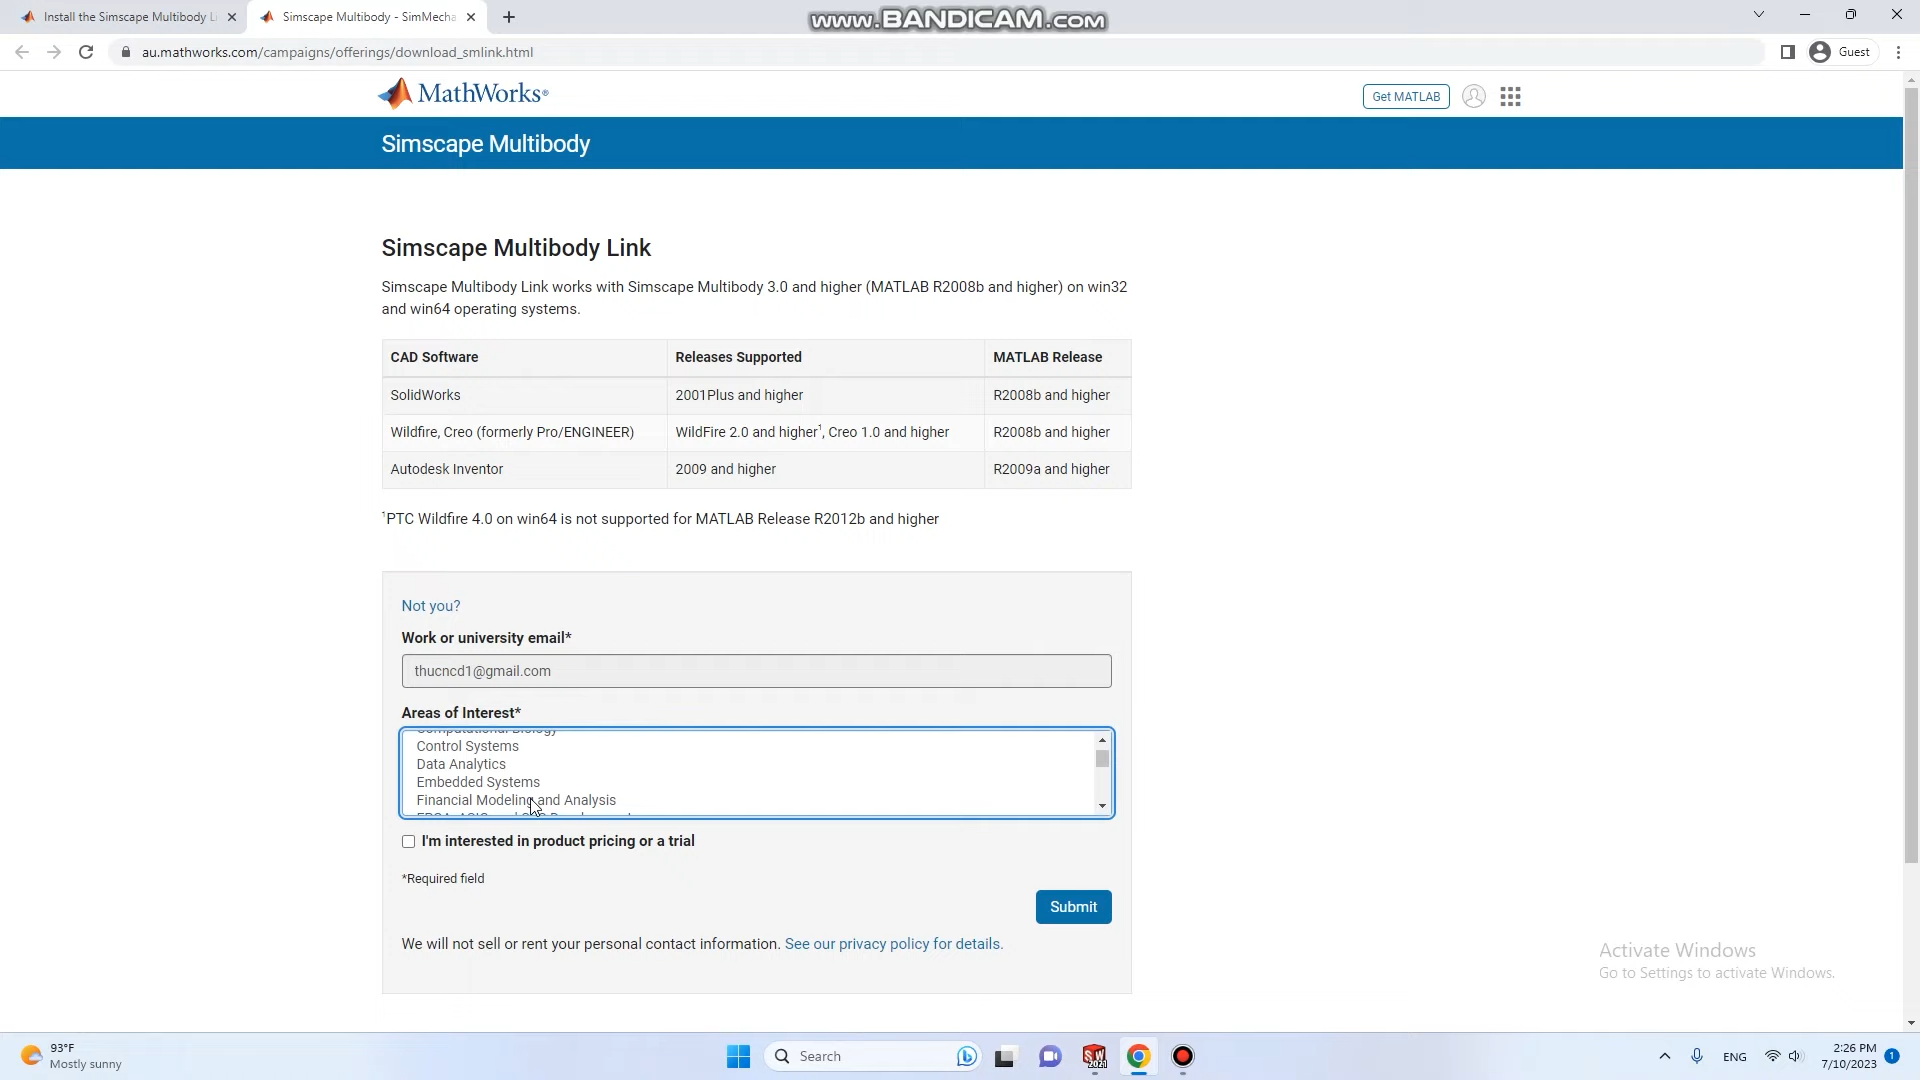 Install the Simscape Multibody Li
Simscape Multibody - SimMecha
www.BANDICAM.com
au.mathworks.com/campaigns/offerings/download_smlink.html
Guest
MathWorks®
Get MATLAB
Simscape Multibody
Simscape Multibody Link
Simscape Multibody Link works with Simscape Multibody 3.0 and higher (MATLAB R2008b and higher) on win32
and win64 operating systems.
CAD Software Releases Supported MATLAB Release
SolidWorks 2001Plus and higher R2008b and higher
Wildfire, Creo (formerly Pro/ENGINEER) WildFire 2.0 and higher1, Creo 1.0 and higher R2008b and higher
Autodesk Inventor 2009 and higher R2009a and higher
1PTC Wildfire 4.0 on win64 is not supported for MATLAB Release R2012b and higher
Not you?
Work or university email*
thucncd1@gmail.com
Areas of Interest*
Computational Biology
Control Systems
Data Analytics
Embedded Systems
Financial Modeling and Analysis
I'm interested in product pricing or a trial
*Required field
Submit
We will not sell or rent your personal contact information. See our privacy policy for details.
Activate Windows
Go to Settings to activate Windows.
93°F
Mostly sunny
Search
SW
2021
ENG
2:26 PM
7/10/2023
1